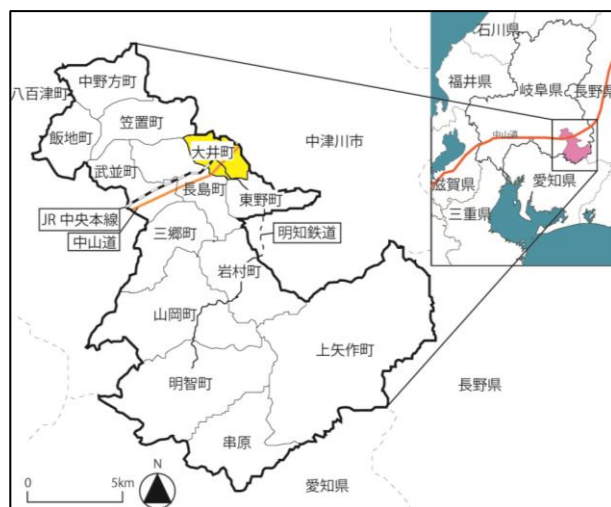 石川県
福井県
岐阜県
長野県
中山道
滋賀県
愛知県
三重県
八百津町
中野方町
笠置町
飯地町
武並町
大井町
中津川市
長島町
東野町
JR中央本線
中山道
三郷町
明知鉄道
岩村町
山岡町
上矢作町
明智町
長野県
串原
愛知県
0 5km
N